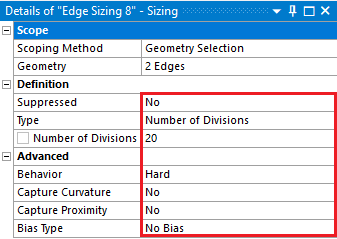 Details of "Edge Sizing 8" - Sizing
Scope
Scoping Method Geometry Selection
Geometry 2 Edges
Definition
Suppressed No
Type Number of Divisions
Number of Divisions 20
Advanced
Behavior Hard
Capture Curvature No
Capture Proximity No
Bias Type No Bias